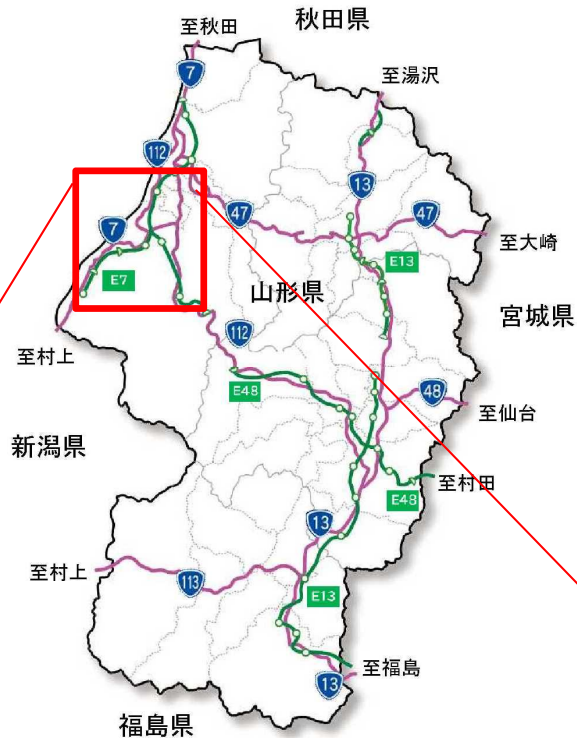 秋田県
至秋田
7
至湯沢
112
13
7
47
47
至大崎
E7
E13
山形県
宮城県
至村上
112
E48
48
至仙台
新潟県
至村田
E48
13
至村上
113
E13
至福島
13
福島県